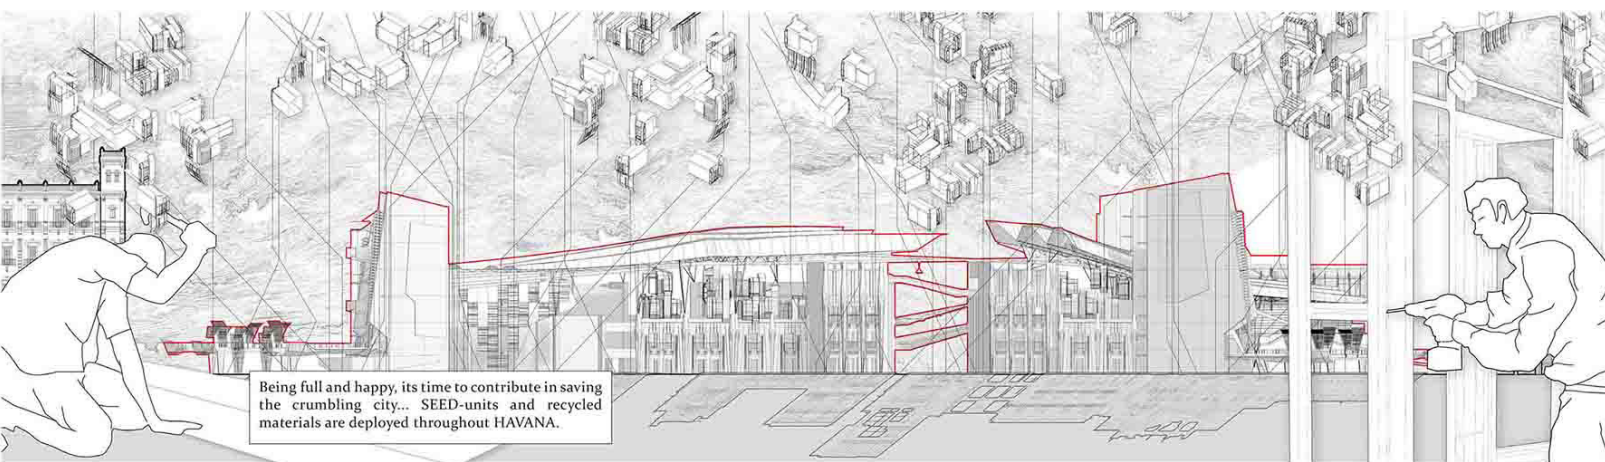 Being full and happy, its time to contribute in saving
the crumbling city... SEED-units and recycled
materials are deployed throughout HAVANA.